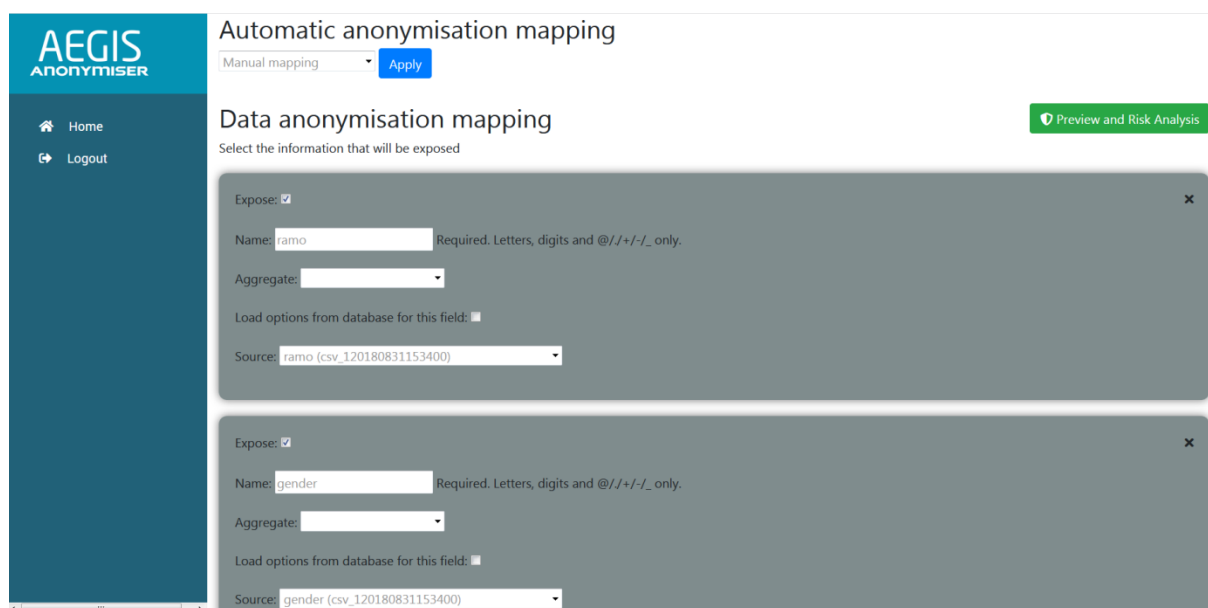 AEGIS
ANONYMISER
Home
Logout
Automatic anonymisation mapping
Manual mapping Apply
Data anonymisation mapping
Preview and Risk Analysis
Select the information that will be exposed
Expose:
Name: ramo Required. Letters, digits and @/./+/-/_ only.
Aggregate:
Load options from database for this field:
Source: ramo (csv_120180831153400)
Expose:
Name: gender Required. Letters, digits and @/./+/-/_ only.
Aggregate:
Load options from database for this field:
Source: gender (csv_120180831153400)